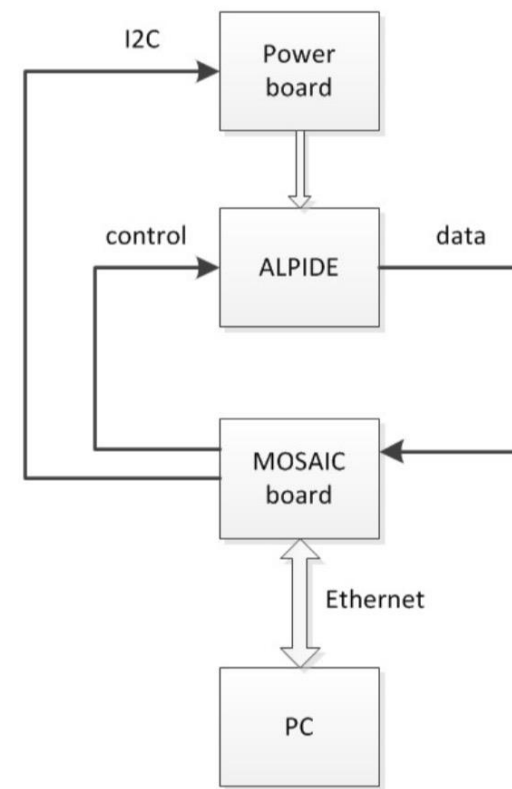 I2C
Power
board
control
ALPIDE
data
MOSAIC
board
Ethernet
PC